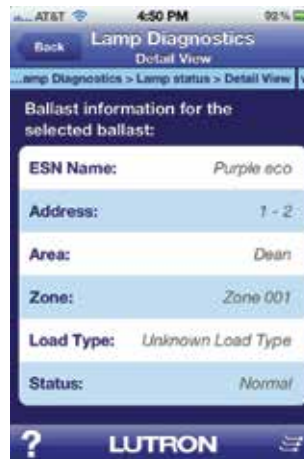 AT&T 4:50 PM 92%
Back
Lamp Diagnostics
Detail View
...amp Diagnostics > Lamp status > Detail View
Ballast information for the
selected ballast:
ESN Name: Purple eco
Address: 1 - 2
Area: Dean
Zone: Zone 001
Load Type: Unknown Load Type
Status: Normal
? LUTRON